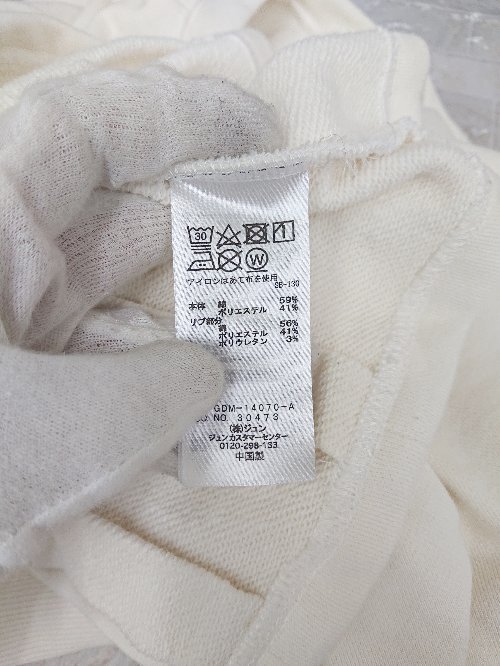 30
W
アイロンはあて布を使用
SB-130
本体 綿 59%
ポリエステル 41%
リブ部分
綿 56%
ポリエステル 41%
ポリウレタン 3%
GDM-14070-A
NO. 30473
(株)ジュン
ジュンカスタマーセンター
0120-298-133
中国製